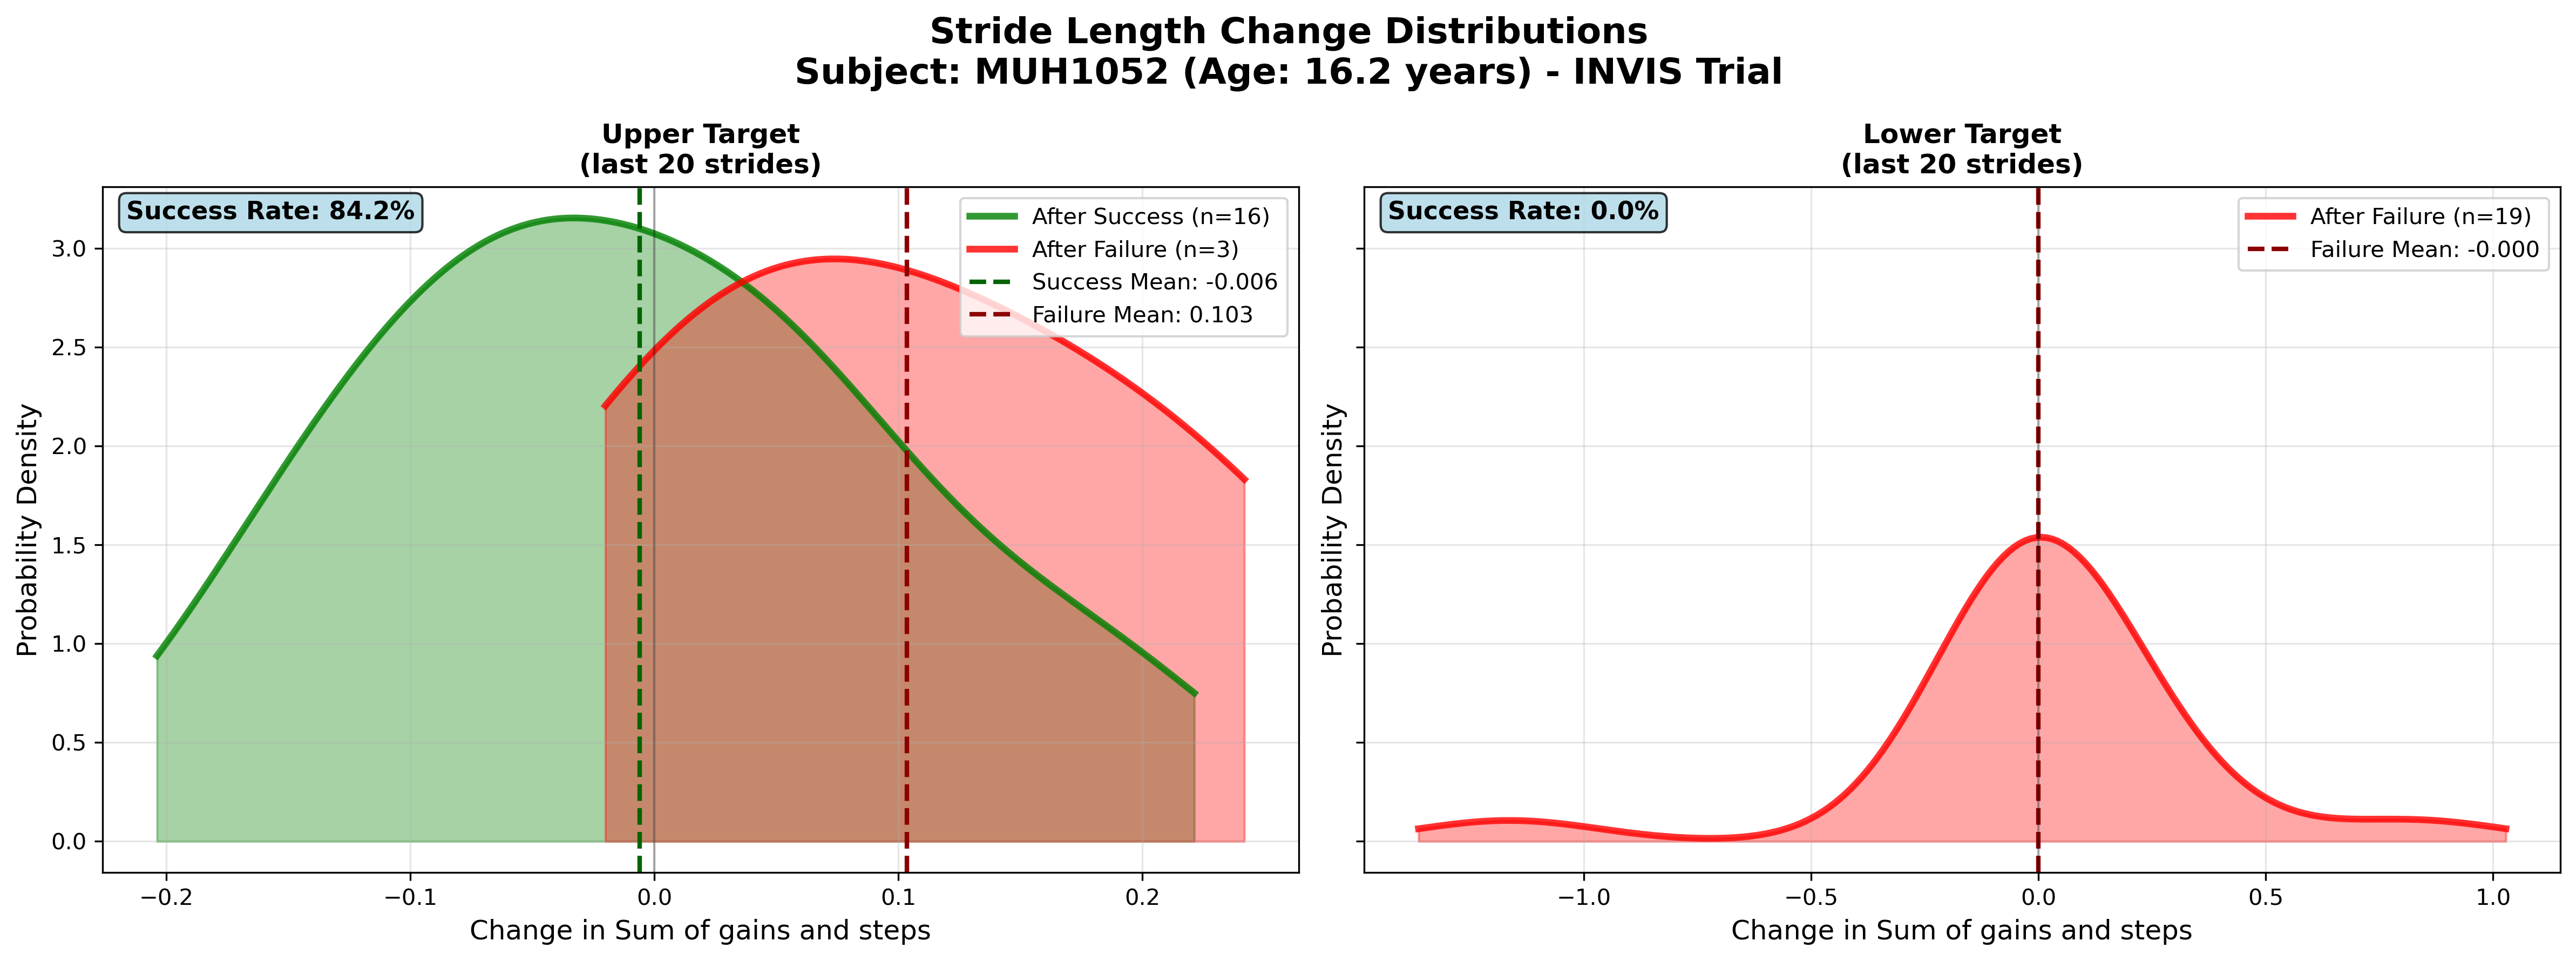 Stride Length Change Distributions
Subject: MUH1052 (Age: 16.2 years) - INVIS Trial
Upper Target
(last 20 strides)
Success Rate: 84.2%
After Success (n=16)
After Failure (n=3)
Success Mean: -0.006
Failure Mean: 0.103
Probability Density
3.0
2.5
2.0
1.5
1.0
0.5
0.0
−0.2
−0.1
0.0
0.1
0.2
Change in Sum of gains and steps
Lower Target
(last 20 strides)
Success Rate: 0.0%
After Failure (n=19)
Failure Mean: -0.000
Probability Density
−1.0
−0.5
0.0
0.5
1.0
Change in Sum of gains and steps